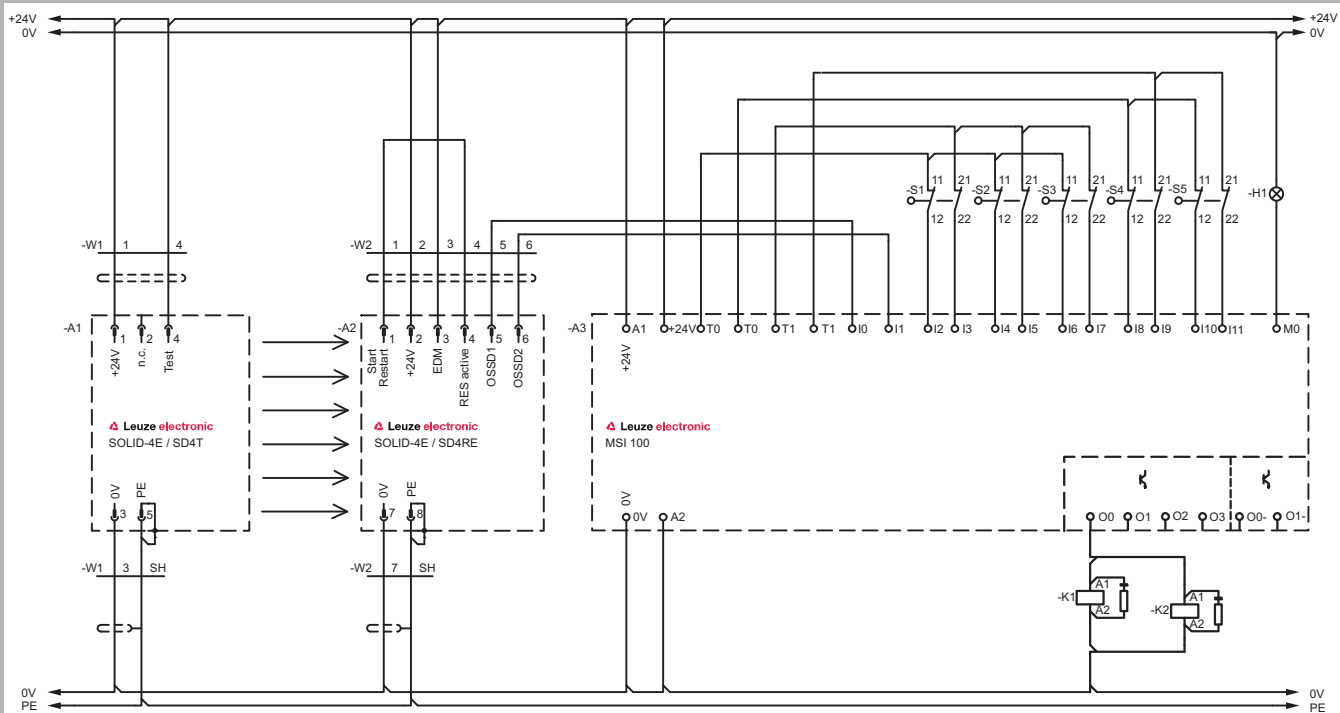 +24V +24V
0V 0V
11 21 11 21 11 21 11 21 11 21
-S1 -S2 -S3 -S4 -S5 -H1
12 22 12 22 12 22 12 22 12 22
-W1 1 4 -W2 1 2 3 4 5 6
-A1 -A2 -A3 A1 +24V T0 T0 T1 T1 I0 I1 I2 I3 I4 I5 I6 I7 I8 I9 I10 I11 M0
1 2 4 1 2 3 4 5 6
+24V n.c. Test Start Restart +24V EDM RES active OSSD1 OSSD2 +24V
Leuze electronic Leuze electronic Leuze electronic
SOLID-4E / SD4T SOLID-4E / SD4RE MSI 100
0V PE 0V PE 0V
3 5 7 8 0V A2 O0 O1 O2 O3 O0- O1-
-W1 3 SH -W2 7 SH
-K1 A1 A2 -K2 A1 A2
0V 0V
PE PE